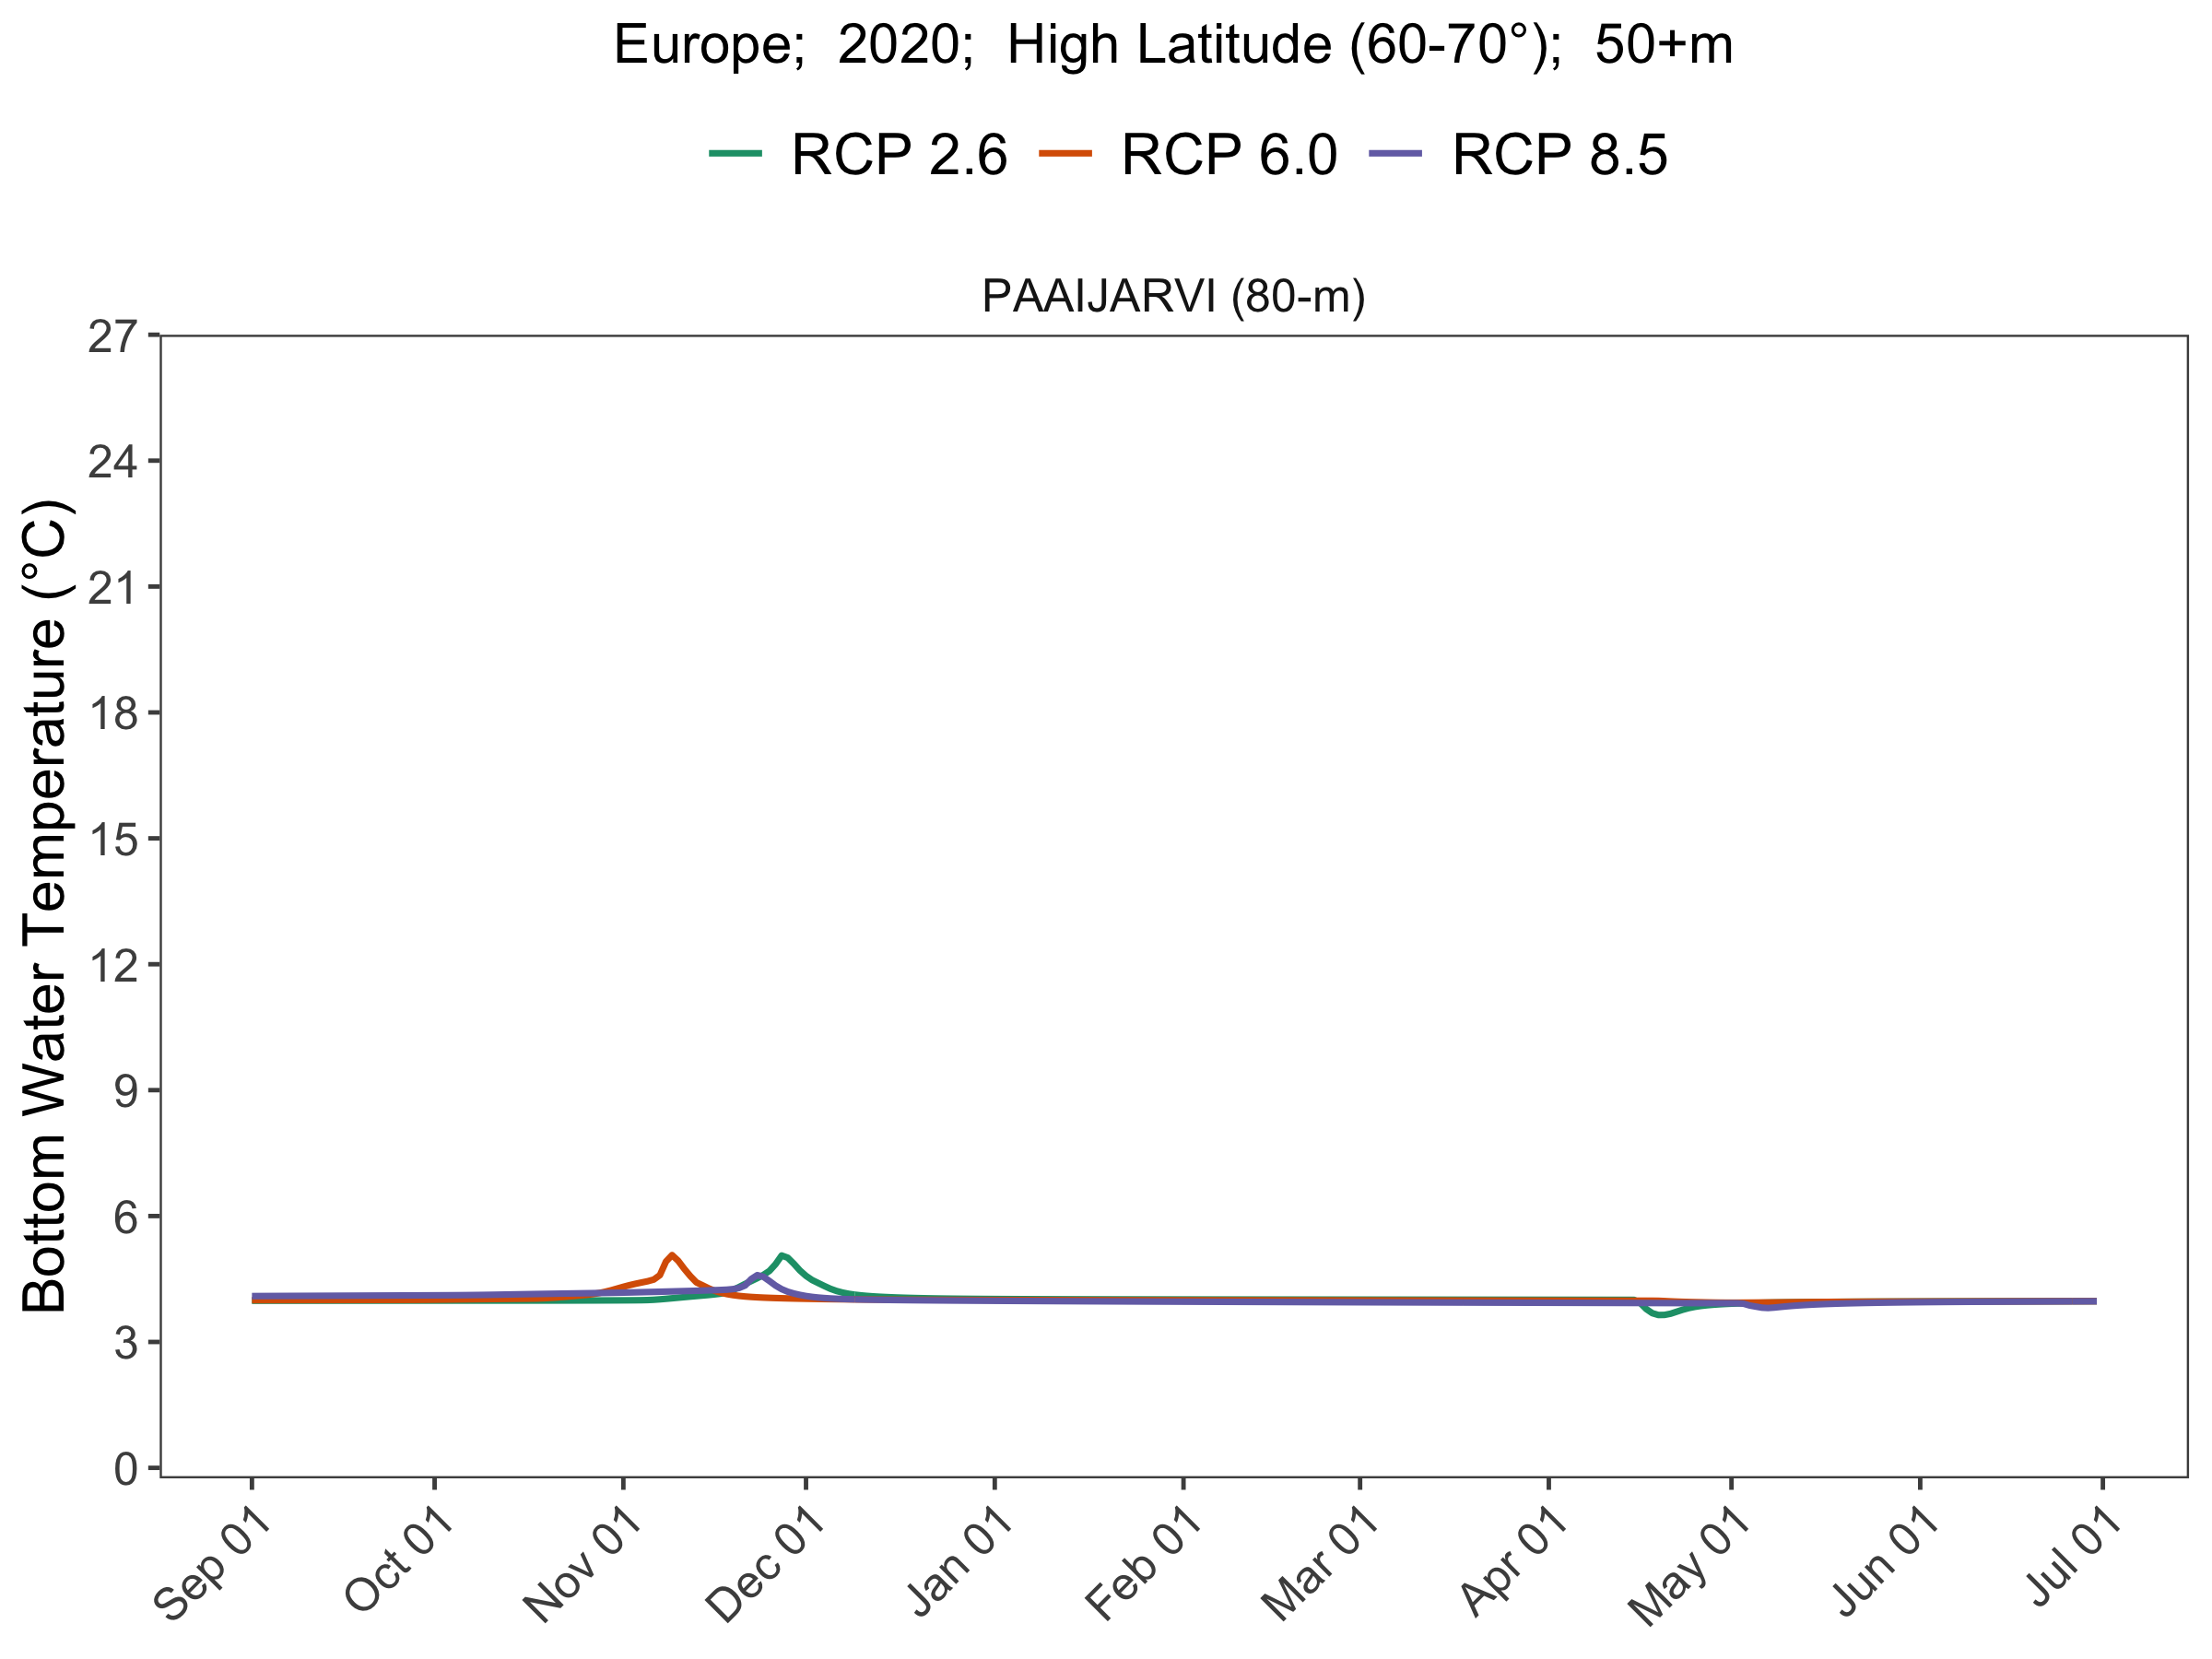 Europe; 2020; High Latitude (60-70°); 50+m
RCP 2.6 RCP 6.0 RCP 8.5
PAAIJARVI (80-m)
Bottom Water Temperature (°C)
27
24
21
18
15
12
9
6
3
0
Sep 01 Oct 01 Nov 01 Dec 01 Jan 01 Feb 01 Mar 01 Apr 01 May 01 Jun 01 Jul 01